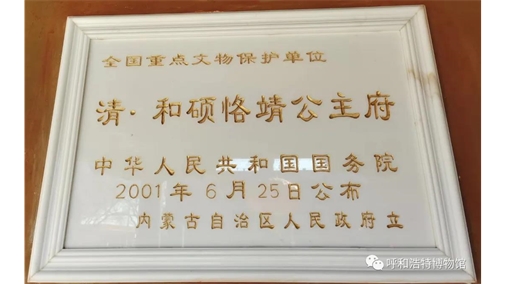 全国重点文物保护单位
清·和硕恪靖公主府
中华人民共和国国务院
2001年6月25日公布
内蒙古自治区人民政府立
呼和浩特博物馆